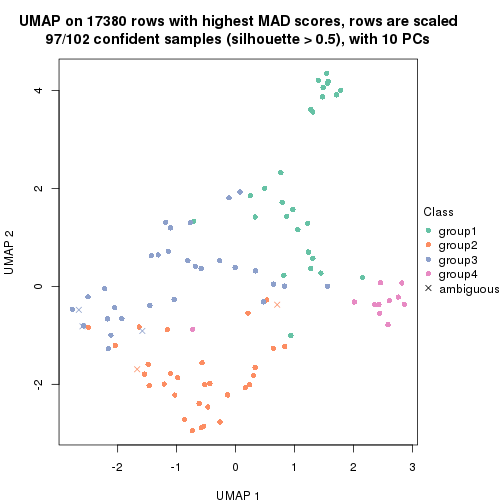 UMAP on 17380 rows with highest MAD scores, rows are scaled
97/102 confident samples (silhouette > 0.5), with 10 PCs
UMAP 2
4
2
0
-2
-2
-1
0
1
2
3
UMAP 1
Class
group1
group2
group3
group4
ambiguous